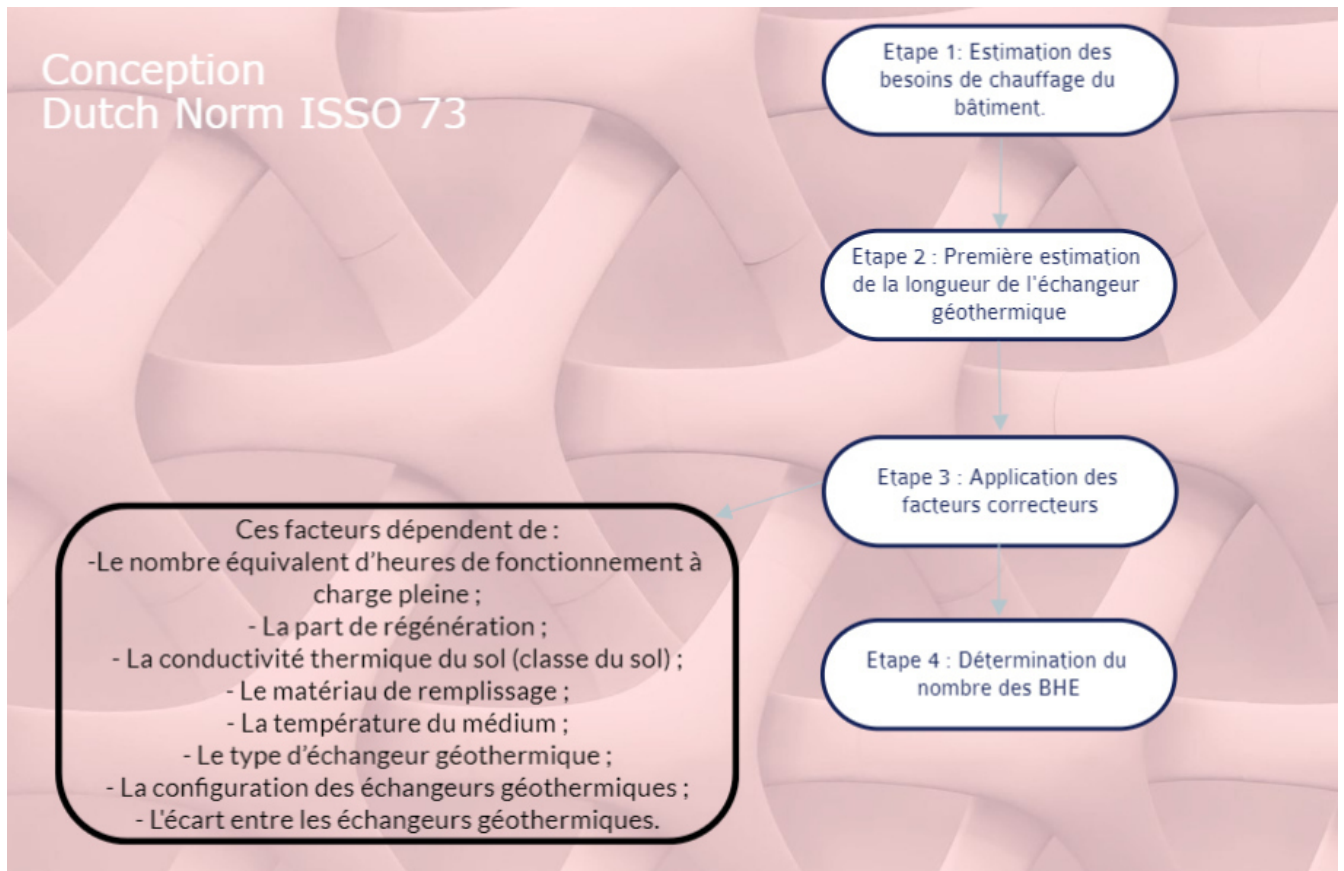 Conception
Dutch Norm ISSO 73
Etape 1: Estimation des
besoins de chauffage du
bâtiment.
Etape 2 : Première estimation
de la longueur de l'échangeur
géothermique
Etape 3 : Application des
facteurs correcteurs
Etape 4 : Détermination du
nombre des BHE
Ces facteurs dépendent de :
-Le nombre équivalent d’heures de fonctionnement à
charge pleine ;
- La part de régénération ;
- La conductivité thermique du sol (classe du sol) ;
- Le matériau de remplissage ;
- La température du médium ;
- Le type d’échangeur géothermique ;
- La configuration des échangeurs géothermiques ;
- L'écart entre les échangeurs géothermiques.